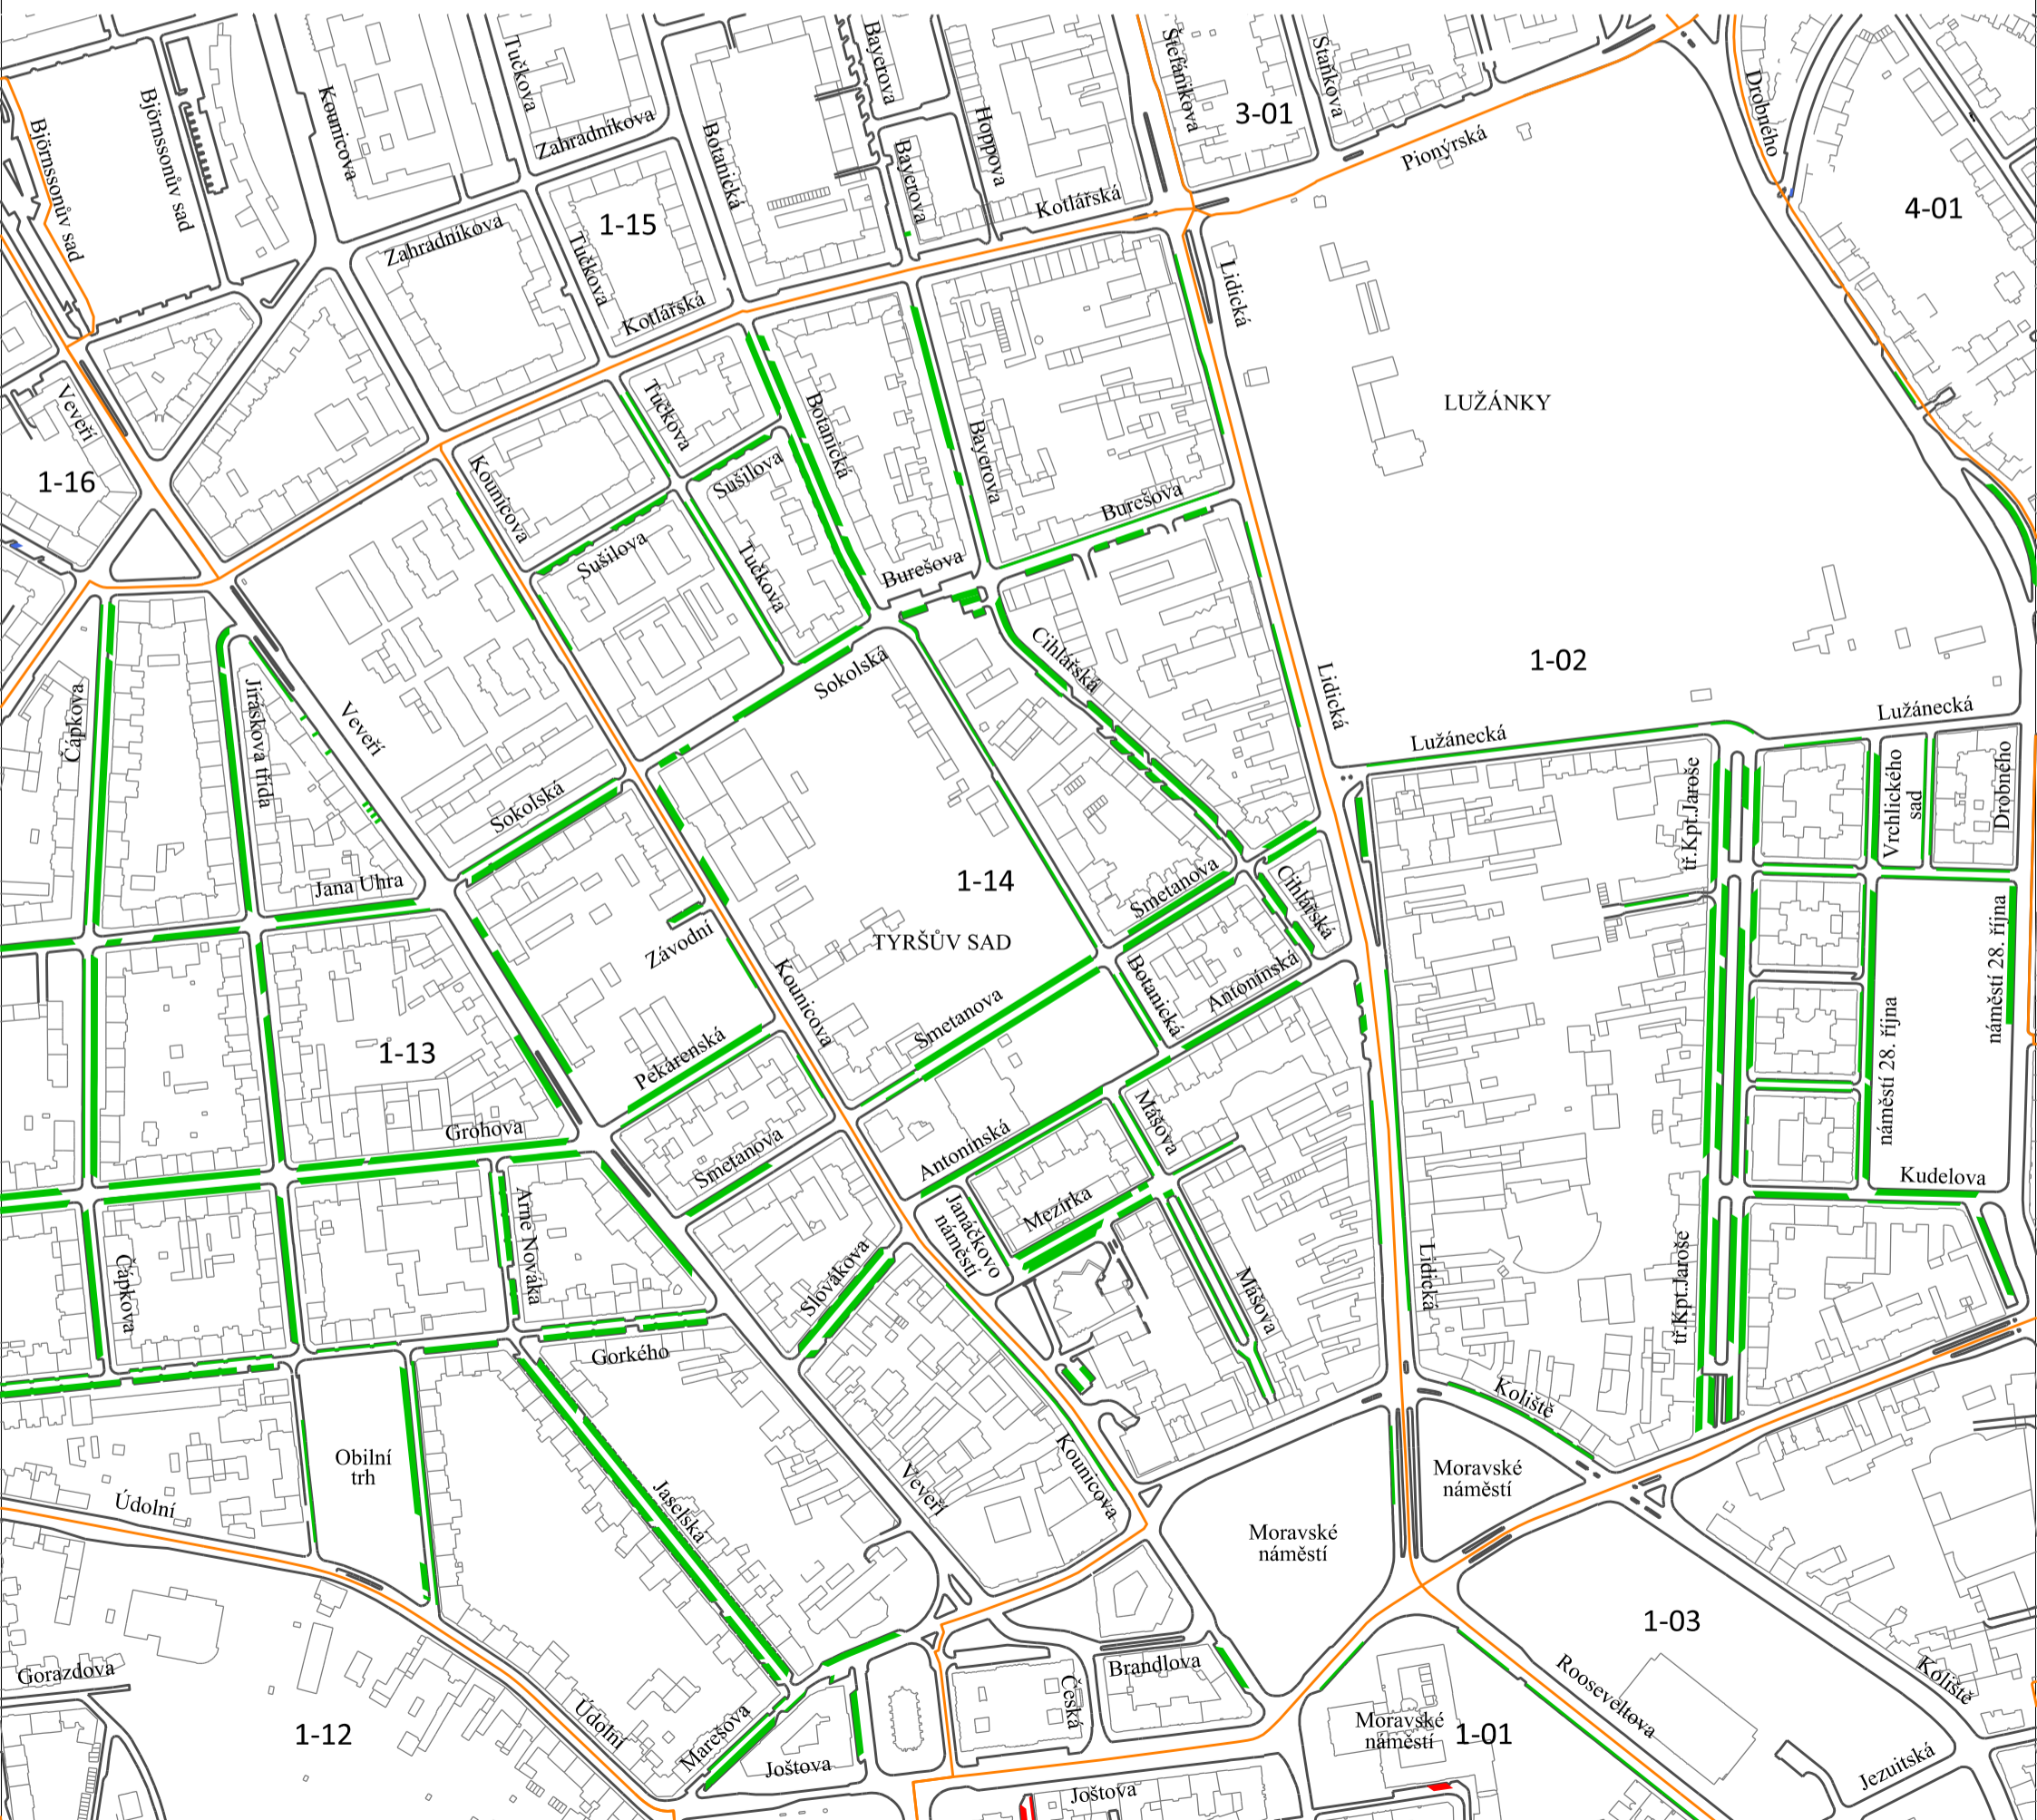 Štefánikova
Staňkova
3-01
Drobného
Bayerova
Tučkova
Kounicova
Björnssonův sad
Björnssonův sad
Zahradníkova
Botanická
Hoppova
Pionýrská
Bayerova
Kotlářská
4-01
1-15
Zahradníkova
Tučkova
Kotlářská
Lidická
LUŽÁNKY
Veveří
Tučkova
Botanická
Bayerova
1-16
Kounicova
Sušilova
Burešova
Sušilova
Tučkova
Burešova
Cihlářská
Sokolská
1-02
Lidická
Čápkova
Jiráskova třída
Veveří
Lužánecká
Lužánecká
tř.Kpt.Jaroše
Vrchlického
sad
Drobného
Sokolská
Jana Uhra
1-14
Smetanova
Cihlářská
Závodní
TYRŠŮV SAD
náměstí 28. října
Kounicova
Botanická
Antonínská
Smetanova
1-13
Pekárenská
náměstí 28. října
Grohova
Mášova
Antonínská
Smetanova
Kudelova
Janáčkovo
náměstí
Mezírka
Arne Nováka
Čápkova
Slovákova
Mášova
Lidická
tř.Kpt.Jaroše
Gorkého
Koliště
Obilní
trh
Kounicova
Moravské
náměstí
Veveří
Jaselská
Údolní
Moravské
náměstí
1-03
Gorazdova
Brandlova
Česká
Rooseveltova
Koliště
1-12
Údolní
Marešova
Moravské
náměstí
1-01
Joštova
Joštova
Jezuitská